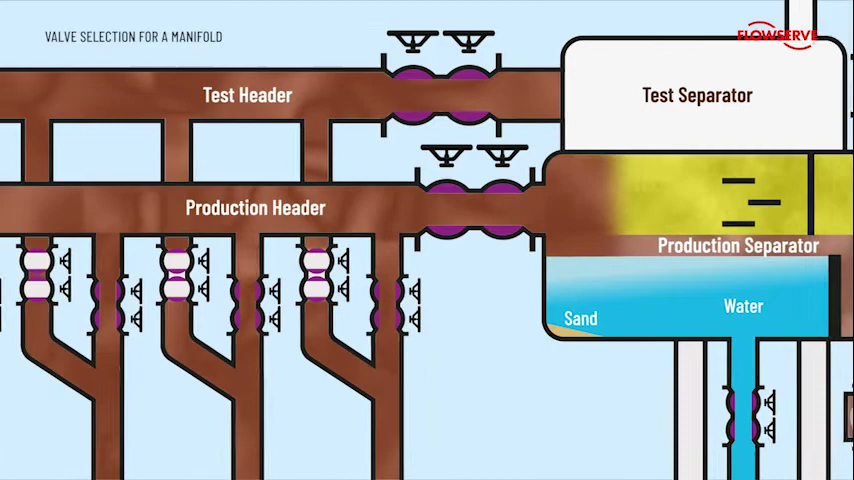 VALVE SELECTION FOR A MANIFOLD
FLOWSERVE
Test Header
Test Separator
Production Header
Production Separator
Sand
Water